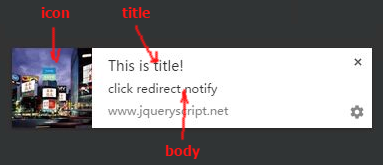 icon
title
This is title!
click redirect notify
www.jqueryscript.net
body